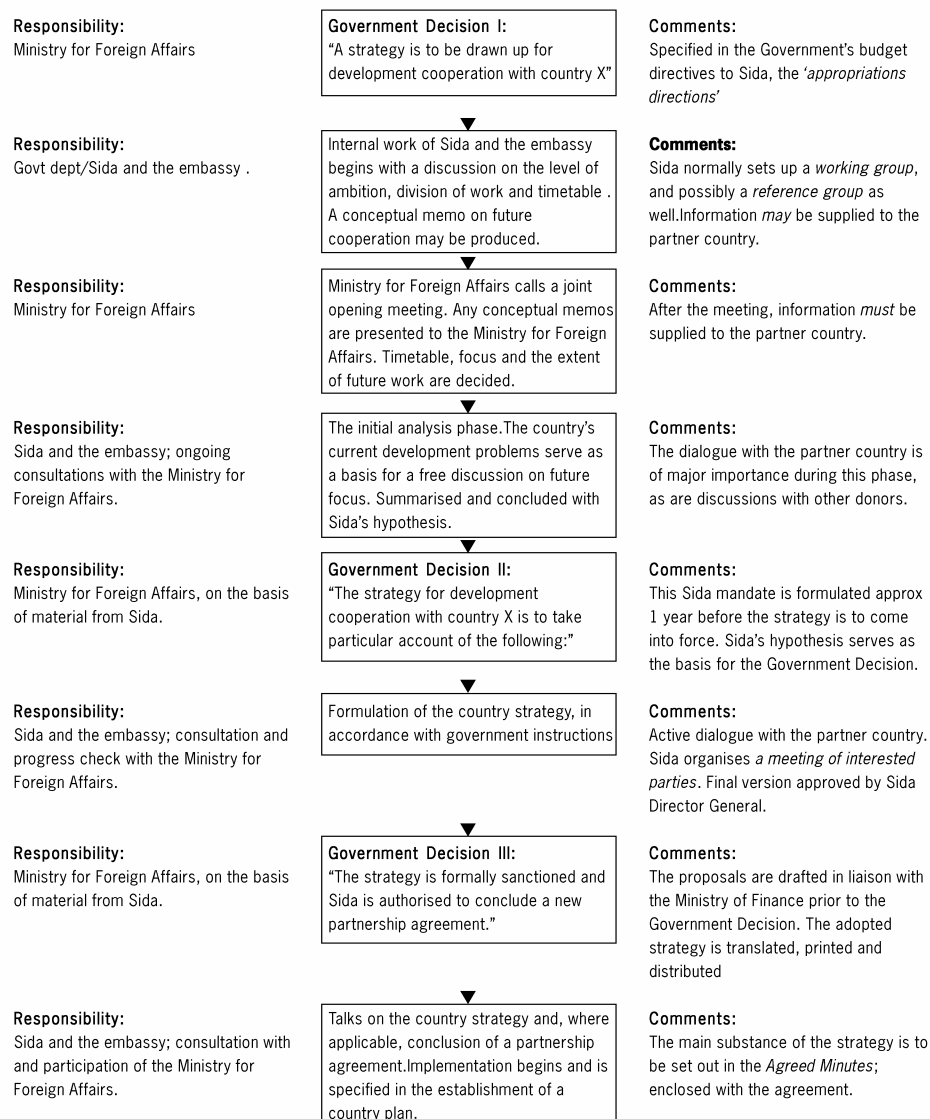 Responsibility:
Ministry for Foreign Affairs
Government Decision I:
“A strategy is to be drawn up for
development cooperation with country X”
Comments:
Specified in the Government’s budget
directives to Sida, the ‘appropriations
directions’
Responsibility:
Govt dept/Sida and the embassy .
Internal work of Sida and the embassy
begins with a discussion on the level of
ambition, division of work and timetable .
A conceptual memo on future
cooperation may be produced.
Comments:
Sida normally sets up a working group,
and possibly a reference group as
well.Information may be supplied to the
partner country.
Responsibility:
Ministry for Foreign Affairs
Ministry for Foreign Affairs calls a joint
opening meeting. Any conceptual memos
are presented to the Ministry for Foreign
Affairs. Timetable, focus and the extent
of future work are decided.
Comments:
After the meeting, information must be
supplied to the partner country.
Responsibility:
Sida and the embassy; ongoing
consultations with the Ministry for
Foreign Affairs.
The initial analysis phase.The country’s
current development problems serve as
a basis for a free discussion on future
focus. Summarised and concluded with
Sida’s hypothesis.
Comments:
The dialogue with the partner country is
of major importance during this phase,
as are discussions with other donors.
Responsibility:
Ministry for Foreign Affairs, on the basis
of material from Sida.
Government Decision II:
“The strategy for development
cooperation with country X is to take
particular account of the following:”
Comments:
This Sida mandate is formulated approx
1 year before the strategy is to come
into force. Sida’s hypothesis serves as
the basis for the Government Decision.
Responsibility:
Sida and the embassy; consultation and
progress check with the Ministry for
Foreign Affairs.
Formulation of the country strategy, in
accordance with government instructions
Comments:
Active dialogue with the partner country.
Sida organises a meeting of interested
parties. Final version approved by Sida
Director General.
Responsibility:
Ministry for Foreign Affairs, on the basis
of material from Sida.
Government Decision III:
“The strategy is formally sanctioned and
Sida is authorised to conclude a new
partnership agreement.”
Comments:
The proposals are drafted in liaison with
the Ministry of Finance prior to the
Government Decision. The adopted
strategy is translated, printed and
distributed
Responsibility:
Sida and the embassy; consultation with
and participation of the Ministry for
Foreign Affairs.
Talks on the country strategy and, where
applicable, conclusion of a partnership
agreement.Implementation begins and is
specified in the establishment of a
country plan.
Comments:
The main substance of the strategy is to
be set out in the Agreed Minutes;
enclosed with the agreement.